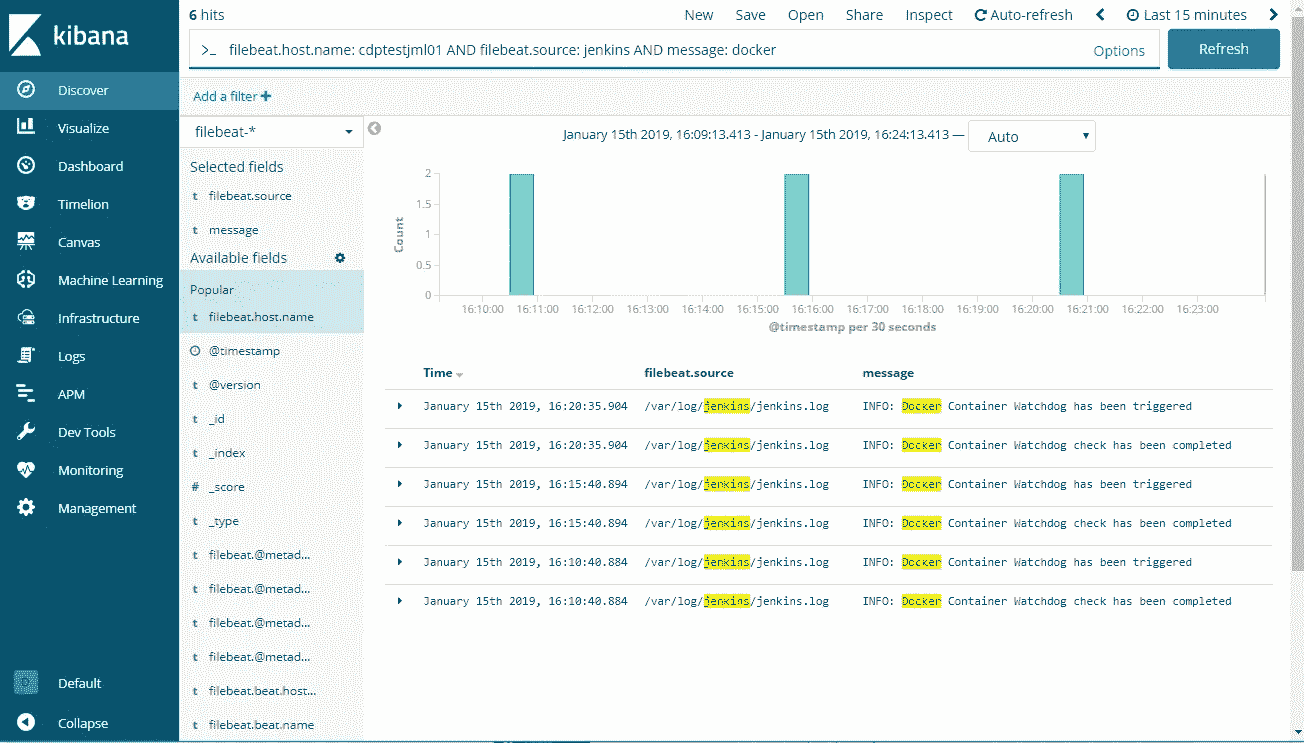 kibana
Discover
Visualize
Dashboard
Timelion
Canvas
Machine Learning
Infrastructure
Logs
APM
Dev Tools
Monitoring
Management
Default
Collapse
6 hits
New Save Open Share Inspect Auto-refresh Last 15 minutes
>_ filebeat.host.name: cdptestjml01 AND filebeat.source: jenkins AND message: docker Options Refresh
Add a filter +
filebeat-*
Selected fields
t filebeat.source
t message
Available fields
Popular
t filebeat.host.name
@timestamp
t @version
t _id
t _index
# _score
t _type
t filebeat.@metad...
t filebeat.@metad...
t filebeat.@metad...
t filebeat.@metad...
t filebeat.beat.host...
t filebeat.beat.name
January 15th 2019, 16:09:13.413 - January 15th 2019, 16:24:13.413 — Auto
2
1.5
1
0.5
0
Count
16:10:00 16:11:00 16:12:00 16:13:00 16:14:00 16:15:00 16:16:00 16:17:00 16:18:00 16:19:00 16:20:00 16:21:00 16:22:00 16:23:00
@timestamp per 30 seconds
Time filebeat.source message
January 15th 2019, 16:20:35.904 /var/log/jenkins/jenkins.log INFO: Docker Container Watchdog has been triggered
January 15th 2019, 16:20:35.904 /var/log/jenkins/jenkins.log INFO: Docker Container Watchdog check has been completed
January 15th 2019, 16:15:40.894 /var/log/jenkins/jenkins.log INFO: Docker Container Watchdog has been triggered
January 15th 2019, 16:15:40.894 /var/log/jenkins/jenkins.log INFO: Docker Container Watchdog check has been completed
January 15th 2019, 16:10:40.884 /var/log/jenkins/jenkins.log INFO: Docker Container Watchdog has been triggered
January 15th 2019, 16:10:40.884 /var/log/jenkins/jenkins.log INFO: Docker Container Watchdog check has been completed